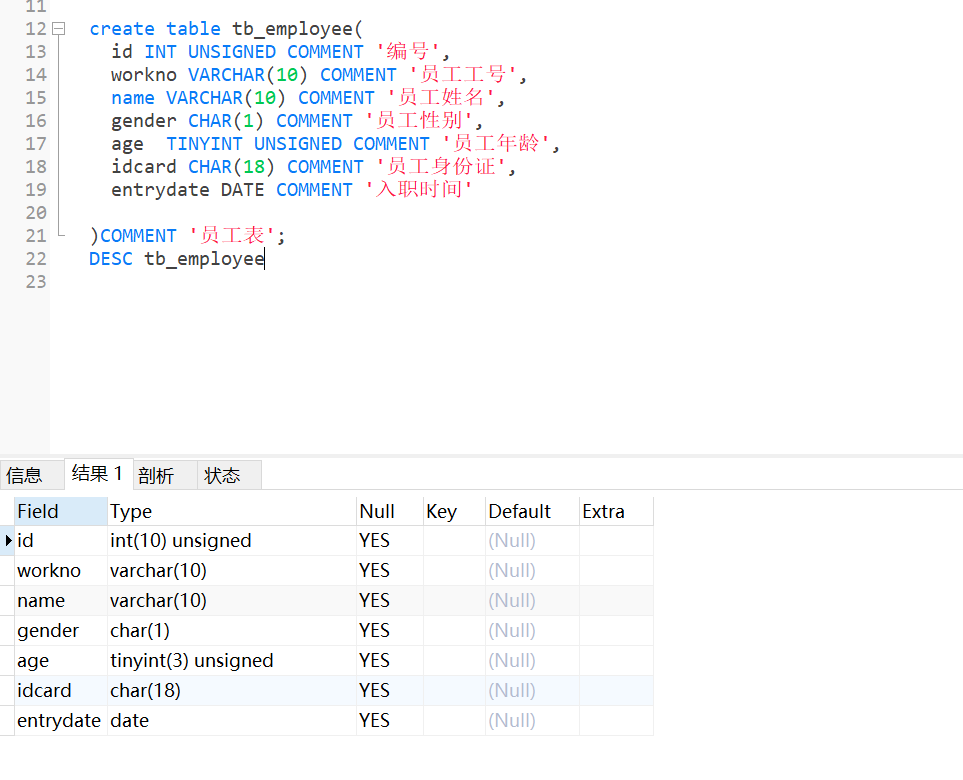 11
12 create table tb_employee(
13 id INT UNSIGNED COMMENT '编号',
14 workno VARCHAR(10) COMMENT '员工工号',
15 name VARCHAR(10) COMMENT '员工姓名',
16 gender CHAR(1) COMMENT '员工性别',
17 age  TINYINT UNSIGNED COMMENT '员工年龄',
18 idcard CHAR(18) COMMENT '员工身份证',
19 entrydate DATE COMMENT '入职时间'
20
21 )COMMENT '员工表';
22 DESC tb_employee
23
信息 结果 1 剖析 状态
Field Type Null Key Default Extra
id int(10) unsigned YES (Null)
workno varchar(10) YES (Null)
name varchar(10) YES (Null)
gender char(1) YES (Null)
age tinyint(3) unsigned YES (Null)
idcard char(18) YES (Null)
entrydate date YES (Null)